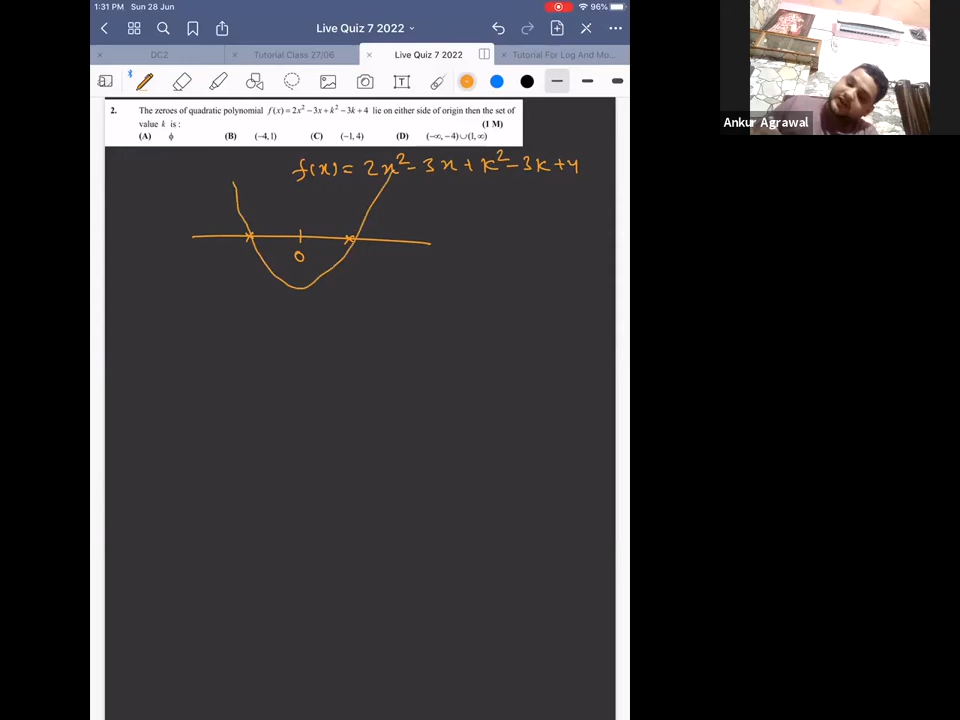 1:31 PM Sun 28 Jun
96%
Live Quiz 7 2022
DC2
Tutorial Class 27/06
Live Quiz 7 2022
Tutorial For Log And Mo...
2. The zeroes of quadratic polynomial f(x) = 2x² − 3x + k² − 3k + 4 lie on either side of origin then the set of
value k is : (1 M)
(A) ϕ (B) (−4, 1) (C) (−1, 4) (D) (−∞, −4) ∪ (1, ∞)
f(x) = 2x² − 3x + k² − 3k + 4
0
Ankur Agrawal